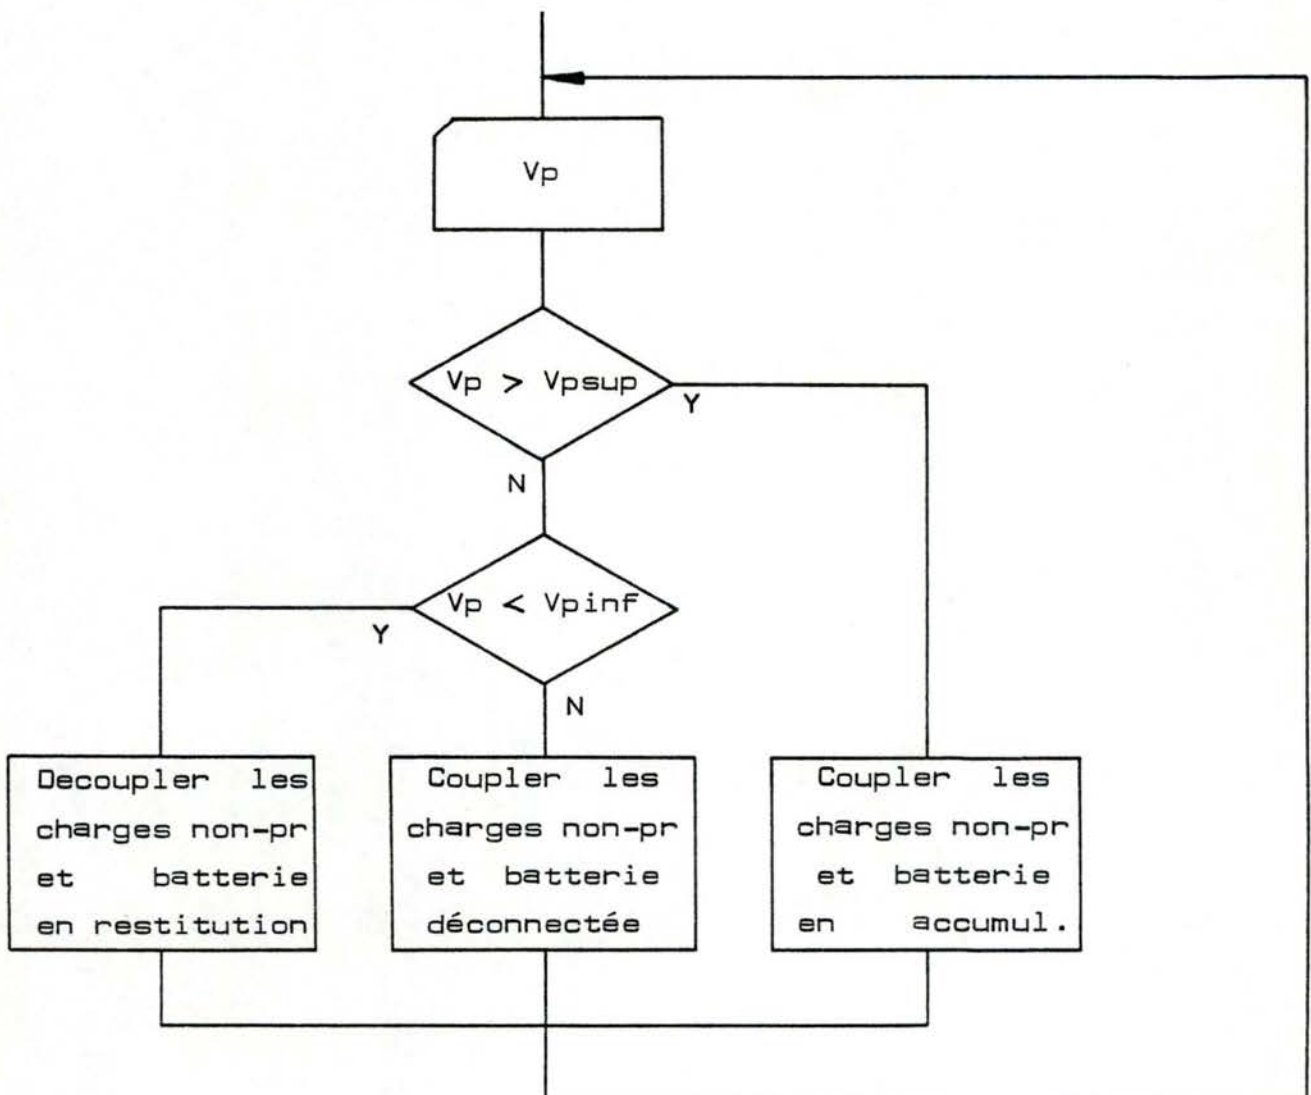 Vp
Vp > Vpsup
Y
N
Vp < Vpinf
Y
N
Decoupler les
charges non-pr
et batterie
en restitution
Coupler les
charges non-pr
et batterie
déconnectée
Coupler les
charges non-pr
et batterie
en accumul.